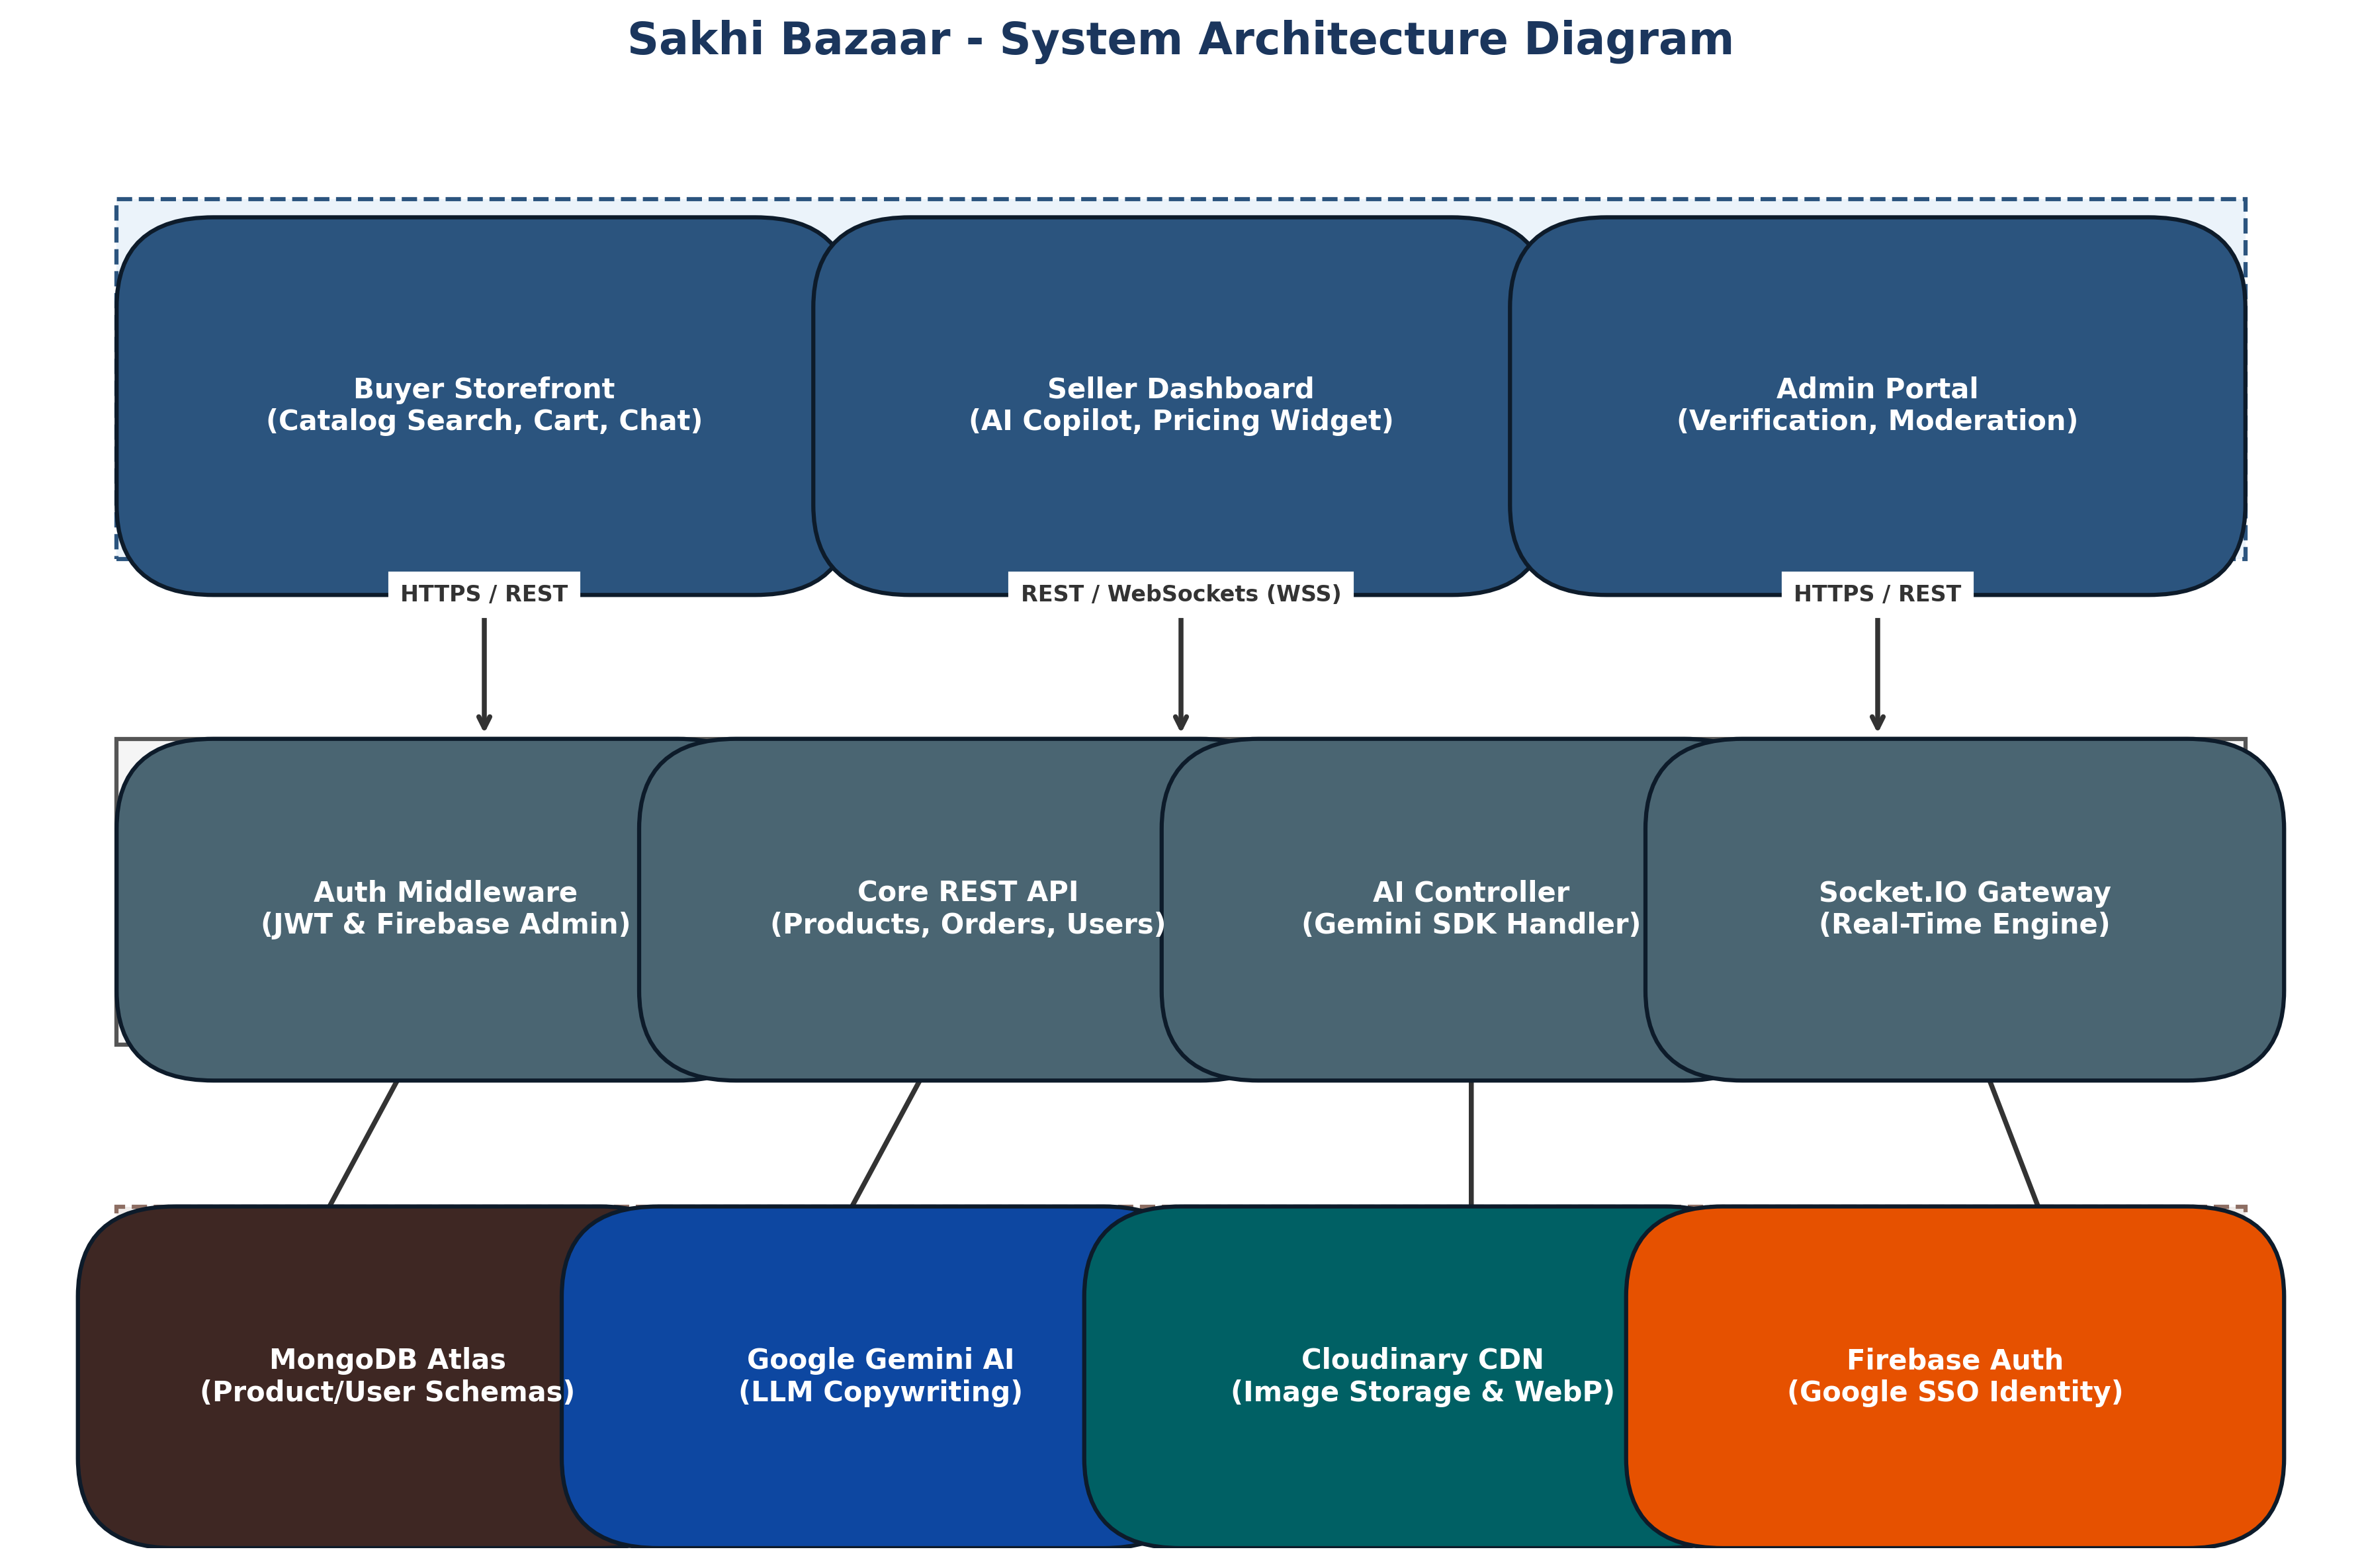 Sakhi Bazaar - System Architecture Diagram
Buyer Storefront
(Catalog Search, Cart, Chat)
Seller Dashboard
(AI Copilot, Pricing Widget)
Admin Portal
(Verification, Moderation)
HTTPS / REST
REST / WebSockets (WSS)
HTTPS / REST
Auth Middleware
(JWT & Firebase Admin)
Core REST API
(Products, Orders, Users)
AI Controller
(Gemini SDK Handler)
Socket.IO Gateway
(Real-Time Engine)
MongoDB Atlas
(Product/User Schemas)
Google Gemini AI
(LLM Copywriting)
Cloudinary CDN
(Image Storage & WebP)
Firebase Auth
(Google SSO Identity)